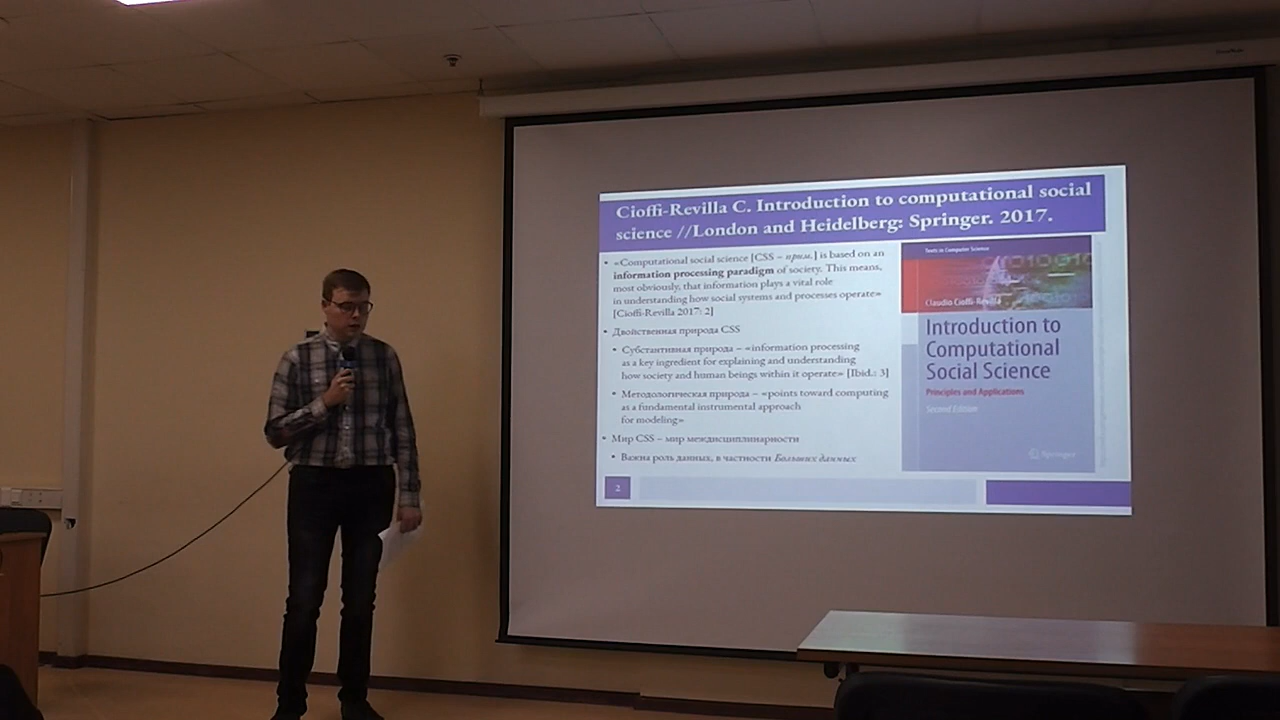 Cioffi-Revilla C. Introduction to computational social
science //London and Heidelberg: Springer. 2017.
• «Computational social science [CSS – прим.] is based on an
information processing paradigm of society. This means,
most obviously, that information plays a vital role
in understanding how social systems and processes operate»
[Cioffi-Revilla 2017: 2]
• Двойственная природа CSS
• Субстантивная природа – «information processing
as a key ingredient for explaining and understanding
how society and human beings within it operate» [Ibid.: 3]
• Методологическая природа – «points toward computing
as a fundamental instrumental approach
for modeling»
• Мир CSS – мир междисциплинарности
• Важна роль данных, в частности Больших данных
2
Texts in Computer Science
Claudio Cioffi-Revilla
Introduction to
Computational
Social Science
Principles and Applications
Second Edition
Springer